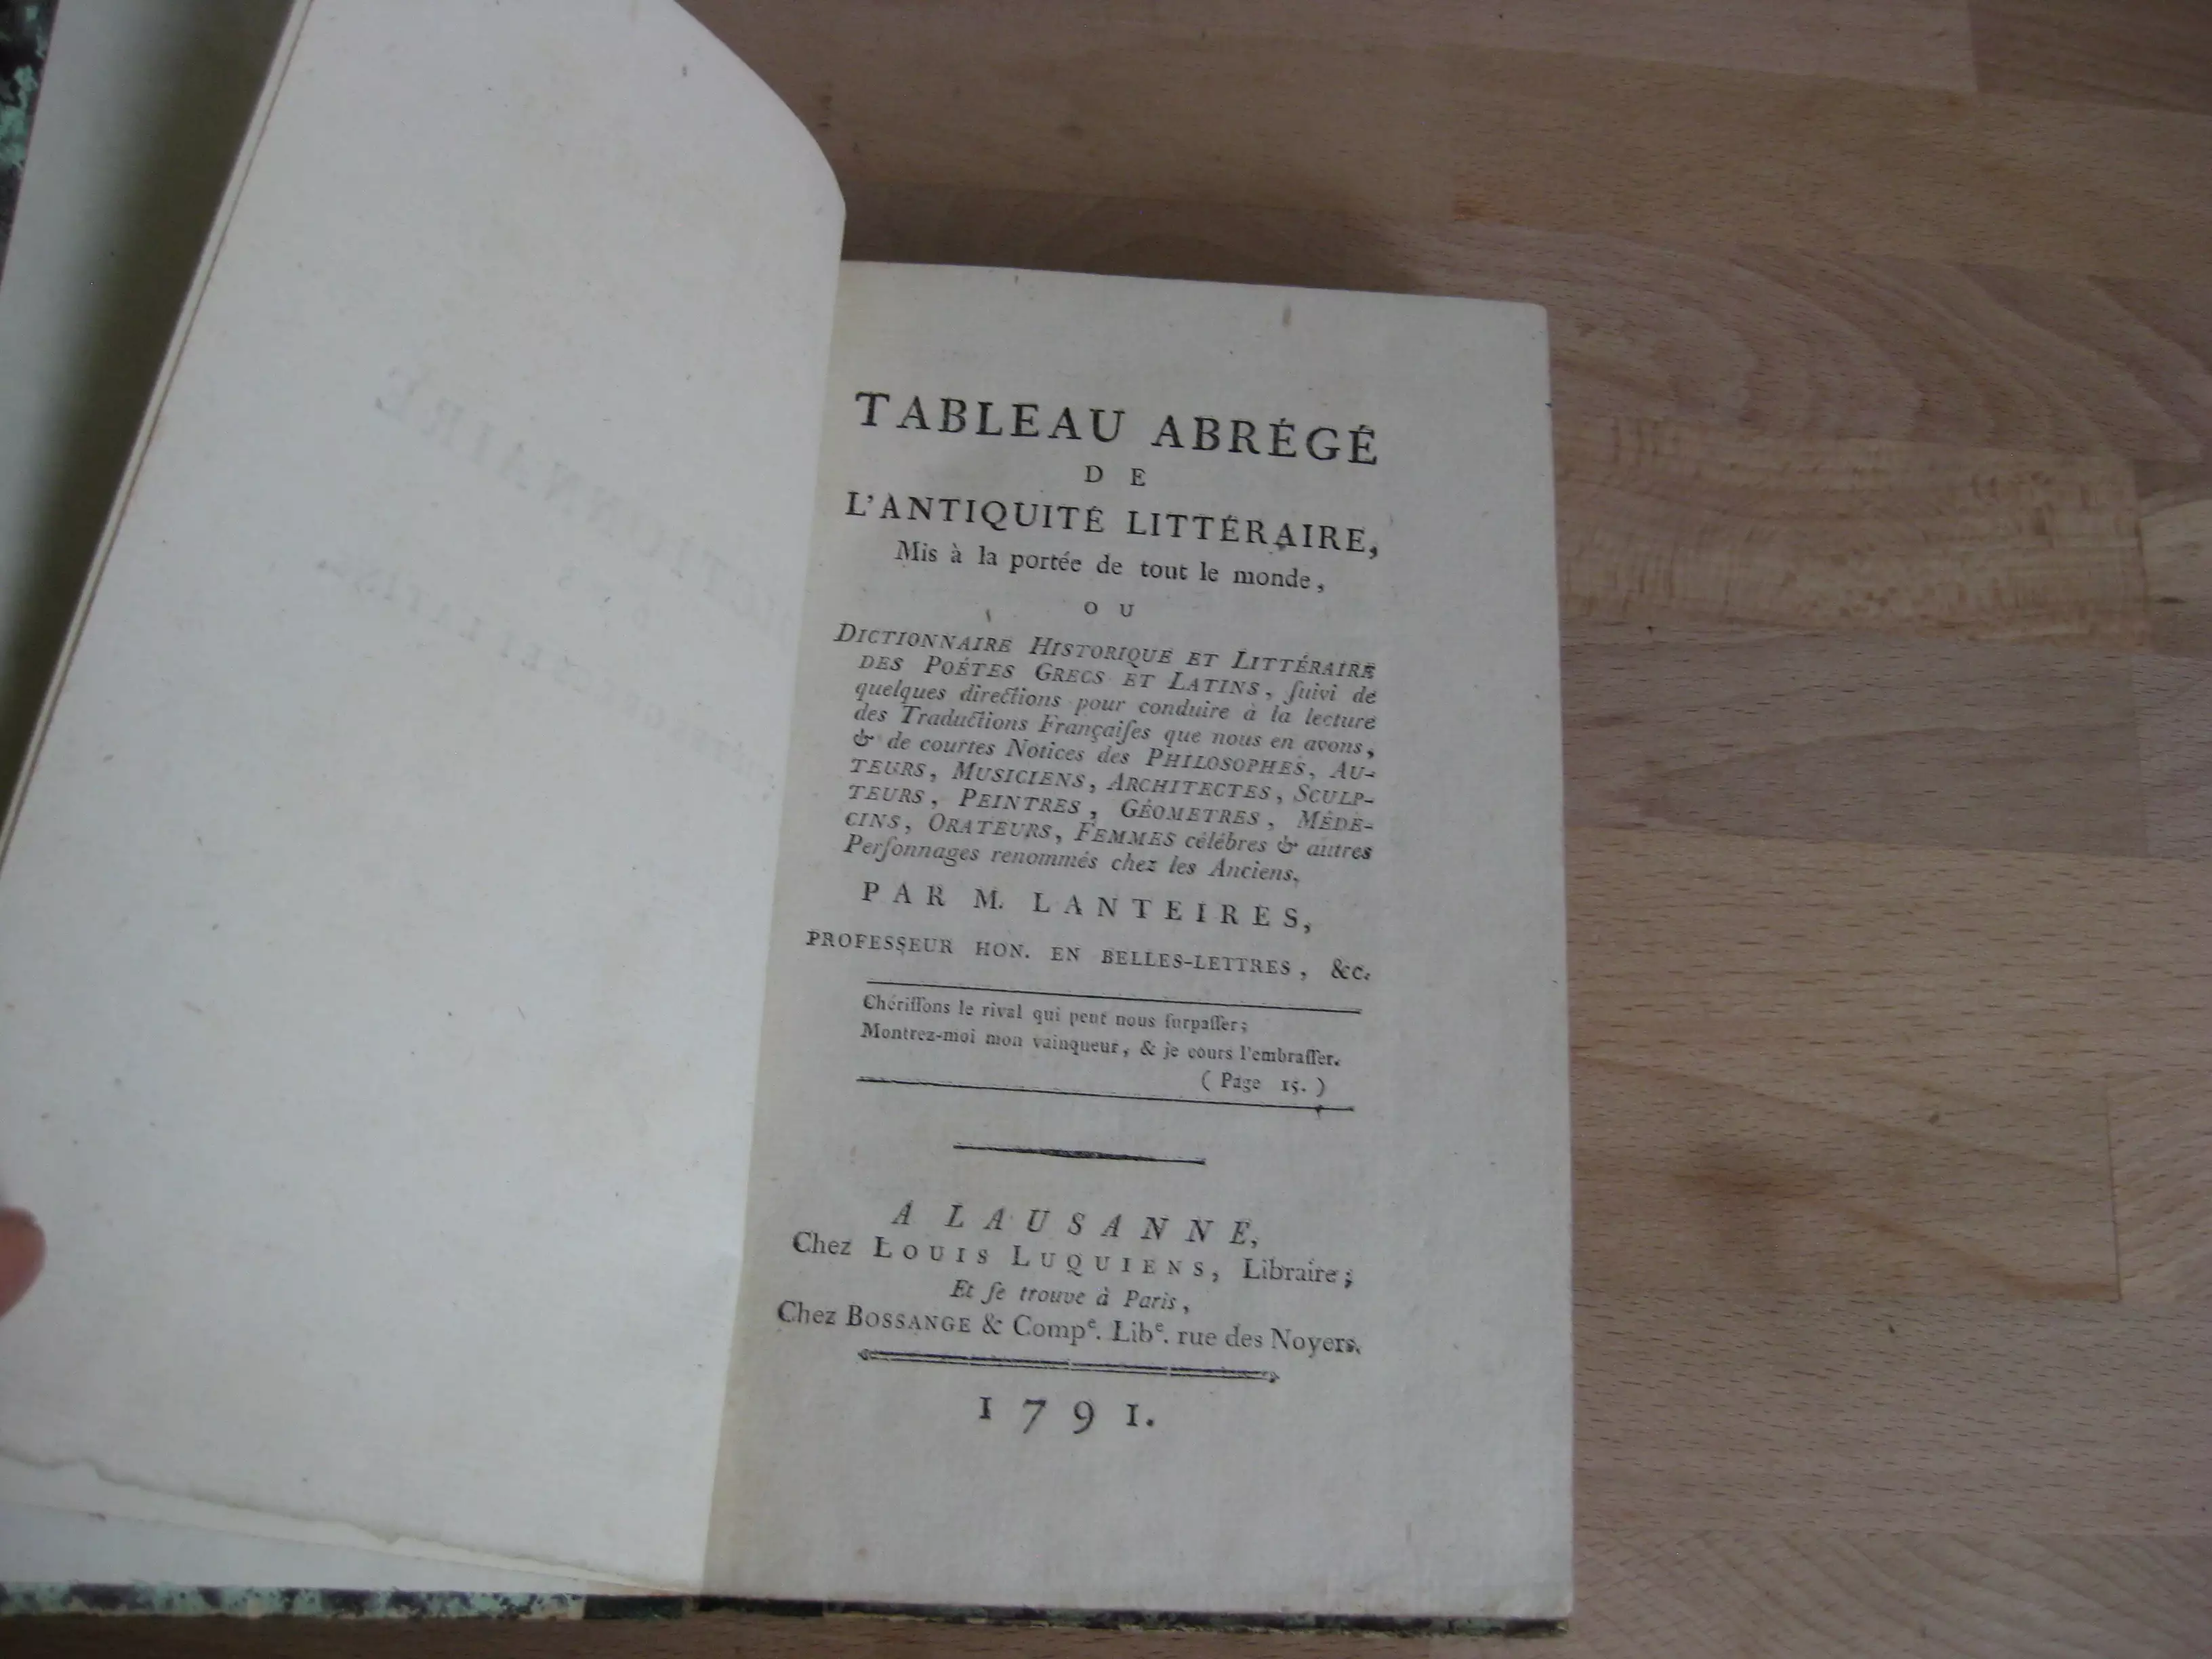 TABLEAU ABRÉGÉ
DE
L'ANTIQUITÉ LITTÉRAIRE,
Mis à la portée de tout le monde,
OU
DICTIONNAIRE HISTORIQUE ET LITTÉRAIRE
DES POÉTES GRECS ET LATINS, ſuivi de
quelques directions pour conduire à la lecture
des Traductions Françaiſes que nous en avons,
& de courtes Notices des PHILOSOPHES, AU-
TEURS, MUSICIENS, ARCHITECTES, SCULP-
TEURS, PEINTRES, GÉOMETRES, MÉDE-
CINS, ORATEURS, FEMMES célébres & autres
Perſonnages renommés chez les Anciens.
PAR M. LANTEIRES,
PROFESSEUR HON. EN BELLES-LETTRES, &c.
Chériſſons le rival qui peut nous ſurpaſſer;
Montrez-moi mon vainqueur, & je cours l'embraſſer.
(Page 15.)
A LAUSANNE,
Chez LOUIS LUQUIENS, Libraire;
Et ſe trouve à Paris,
Chez BOSSANGE & Compe. Libe. rue des Noyers.
1791.